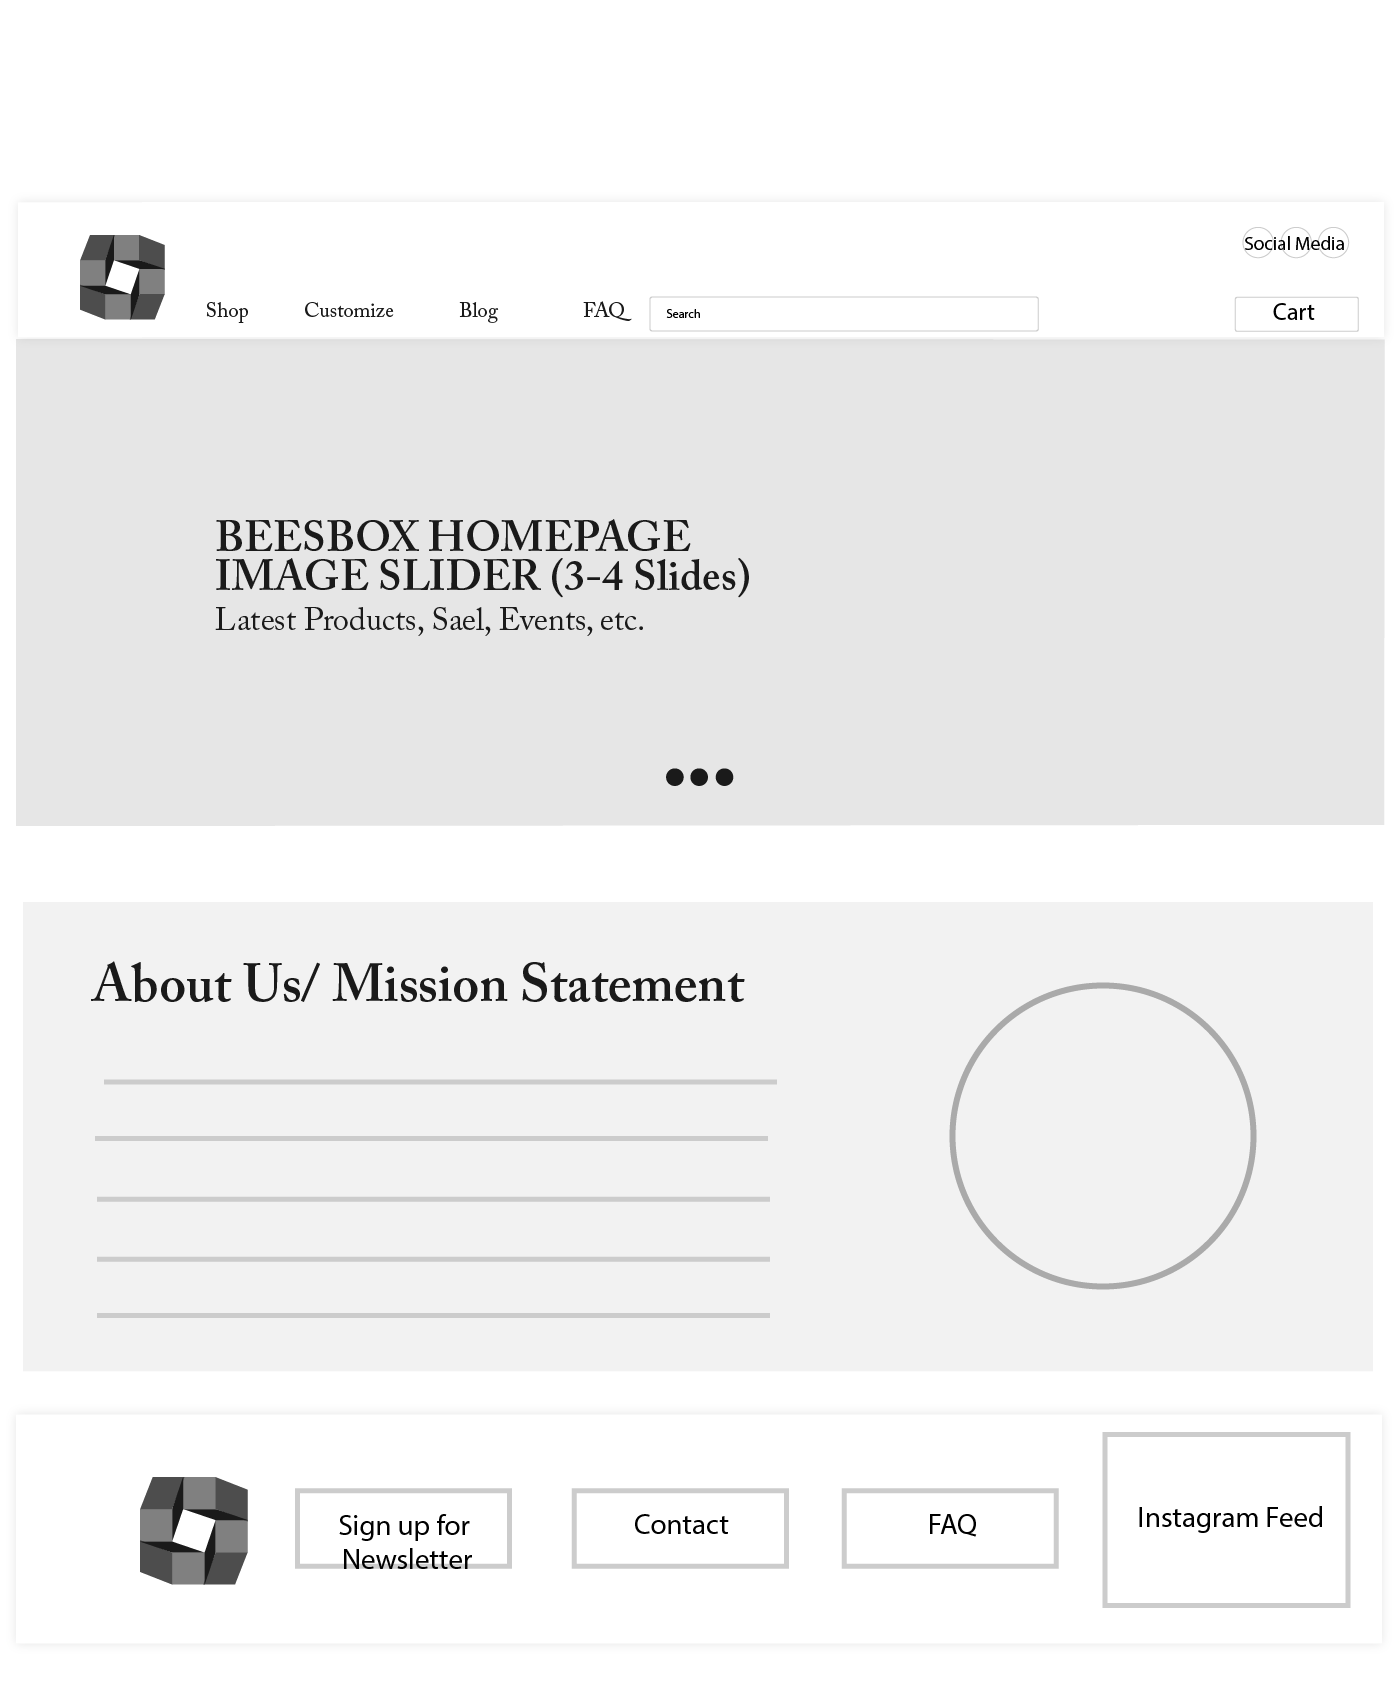 Social Media
Shop Customize Blog FAQ Search Cart
BEESBOX HOMEPAGE
IMAGE SLIDER (3-4 Slides)
Latest Products, Sael, Events, etc.
About Us/ Mission Statement
Sign up for
Newsletter
Contact
FAQ
Instagram Feed